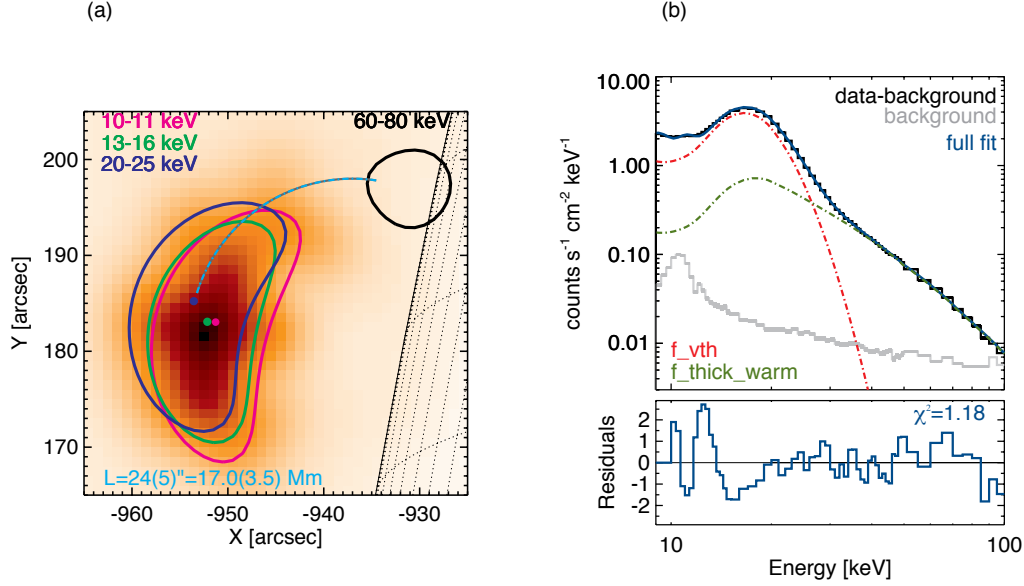 (a)
(b)
10-11 keV
13-16 keV
20-25 keV
60-80 keV
200
190
180
170
Y [arcsec]
L=24(5)"=17.0(3.5) Mm
-960
-950
-940
-930
X [arcsec]
10.00
1.00
0.10
0.01
counts s⁻¹ cm⁻² keV⁻¹
data-background
background
full fit
f_vth
f_thick_warm
χ²=1.18
2
1
0
-1
-2
Residuals
10
100
Energy [keV]